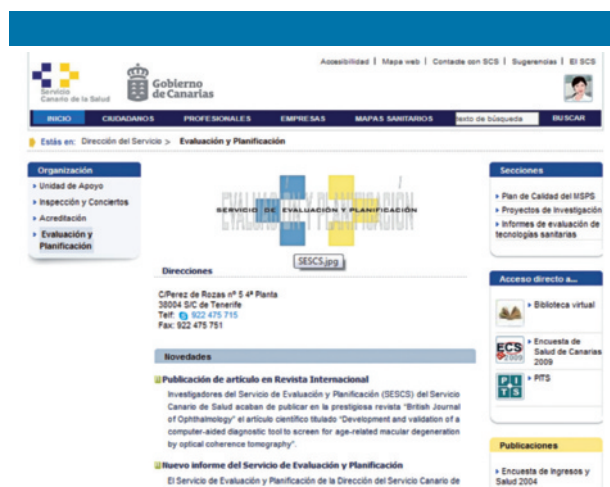 Accesibilidad | Mapa web | Contacte con SCS | Sugerencias | El SCS
Servicio
Canario de la Salud
Gobierno
de Canarias
INICIO CIUDADANOS PROFESIONALES EMPRESAS MAPAS SANITARIOS texto de búsqueda BUSCAR
Estás en: Dirección del Servicio > Evaluación y Planificación
Organización
Unidad de Apoyo
Inspección y Conciertos
Acreditación
Evaluación y
Planificación
EVALUACIÓN Y PLANIFICACIÓN
SERVICIO DE EVALUACIÓN Y PLANIFICACIÓN
SESCS.jpg
Direcciones
C/Perez de Rozas nº 5 4ª Planta
38004 S/C de Tenerife
Telf: 922 475 715
Fax: 922 475 751
Novedades
Publicación de artículo en Revista Internacional
Investigadores del Servicio de Evaluación y Planificación (SESCS) del Servicio
Canario de Salud acaban de publicar en la prestigiosa revista "British Journal
of Ophthalmology" el artículo científico titulado "Development and validation of a
computer-aided diagnostic tool to screen for age-related macular degeneration
by optical coherence tomography".
Nuevo informe del Servicio de Evaluación y Planificación
El Servicio de Evaluación y Planificación de la Dirección del Servicio Canario de
Secciones
Plan de Calidad del MSPS
Proyectos de Investigación
Informes de evaluación de
tecnologías sanitarias
Acceso directo a...
Biblioteca virtual
ECS
2009
Encuesta de
Salud de Canarias
2009
PITS
PITS
Publicaciones
Encuesta de Ingresos y
Salud 2004